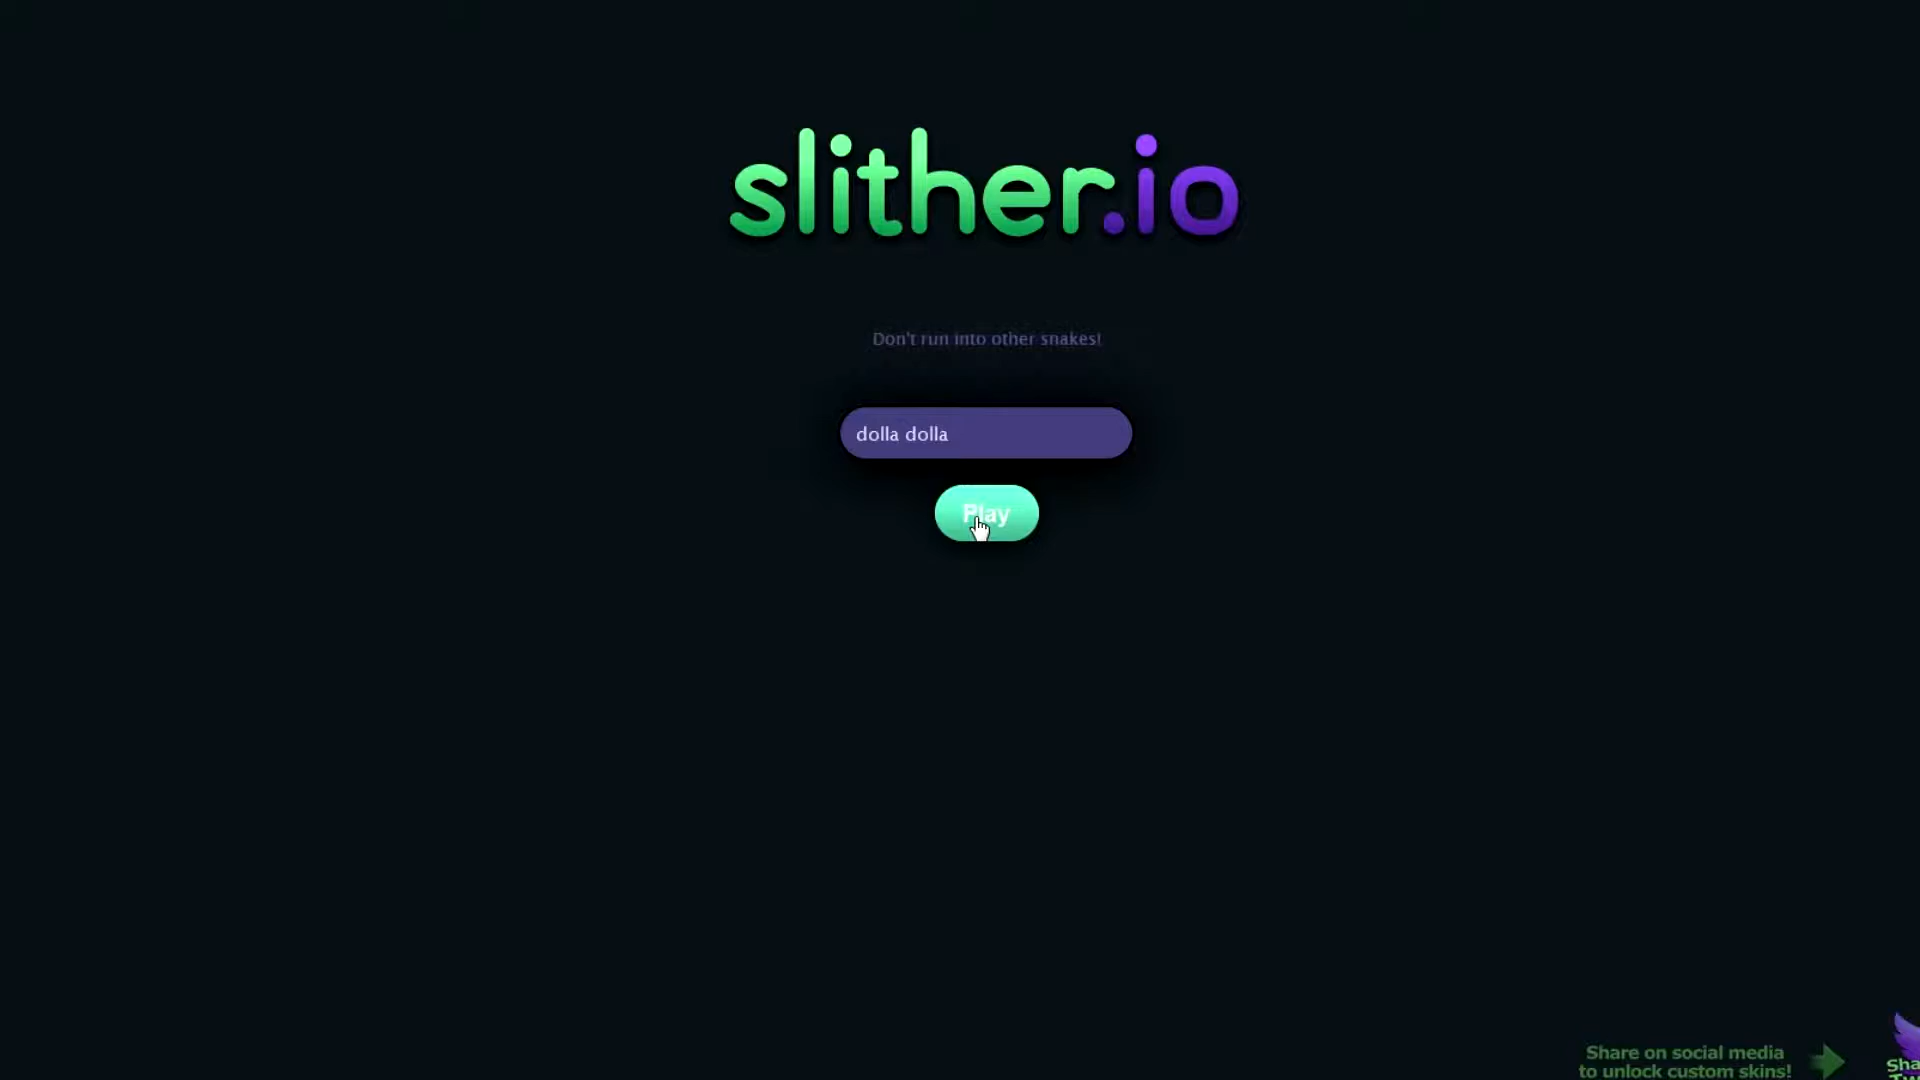 slither.io
Don't run into other snakes!
dolla dolla
Play
Share on social media
to unlock custom skins!